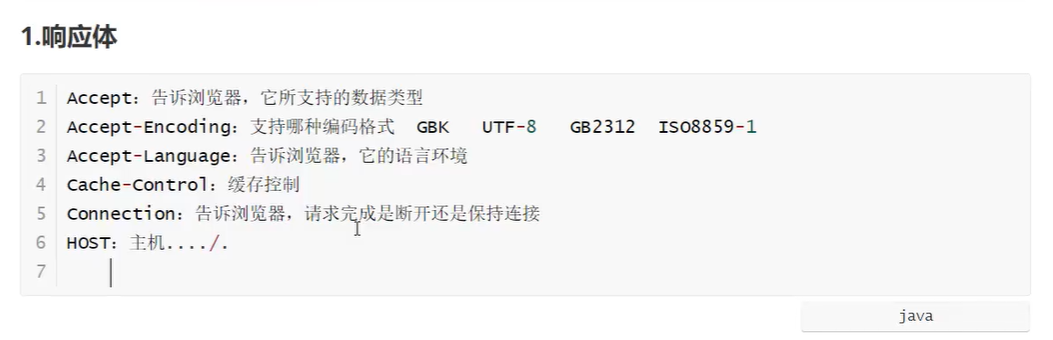 1.响应体
1 Accept：告诉浏览器，它所支持的数据类型
2 Accept-Encoding：支持哪种编码格式 GBK UTF-8 GB2312 ISO8859-1
3 Accept-Language：告诉浏览器，它的语言环境
4 Cache-Control：缓存控制
5 Connection：告诉浏览器，请求完成是断开还是保持连接
6 HOST：主机..../.
7
java